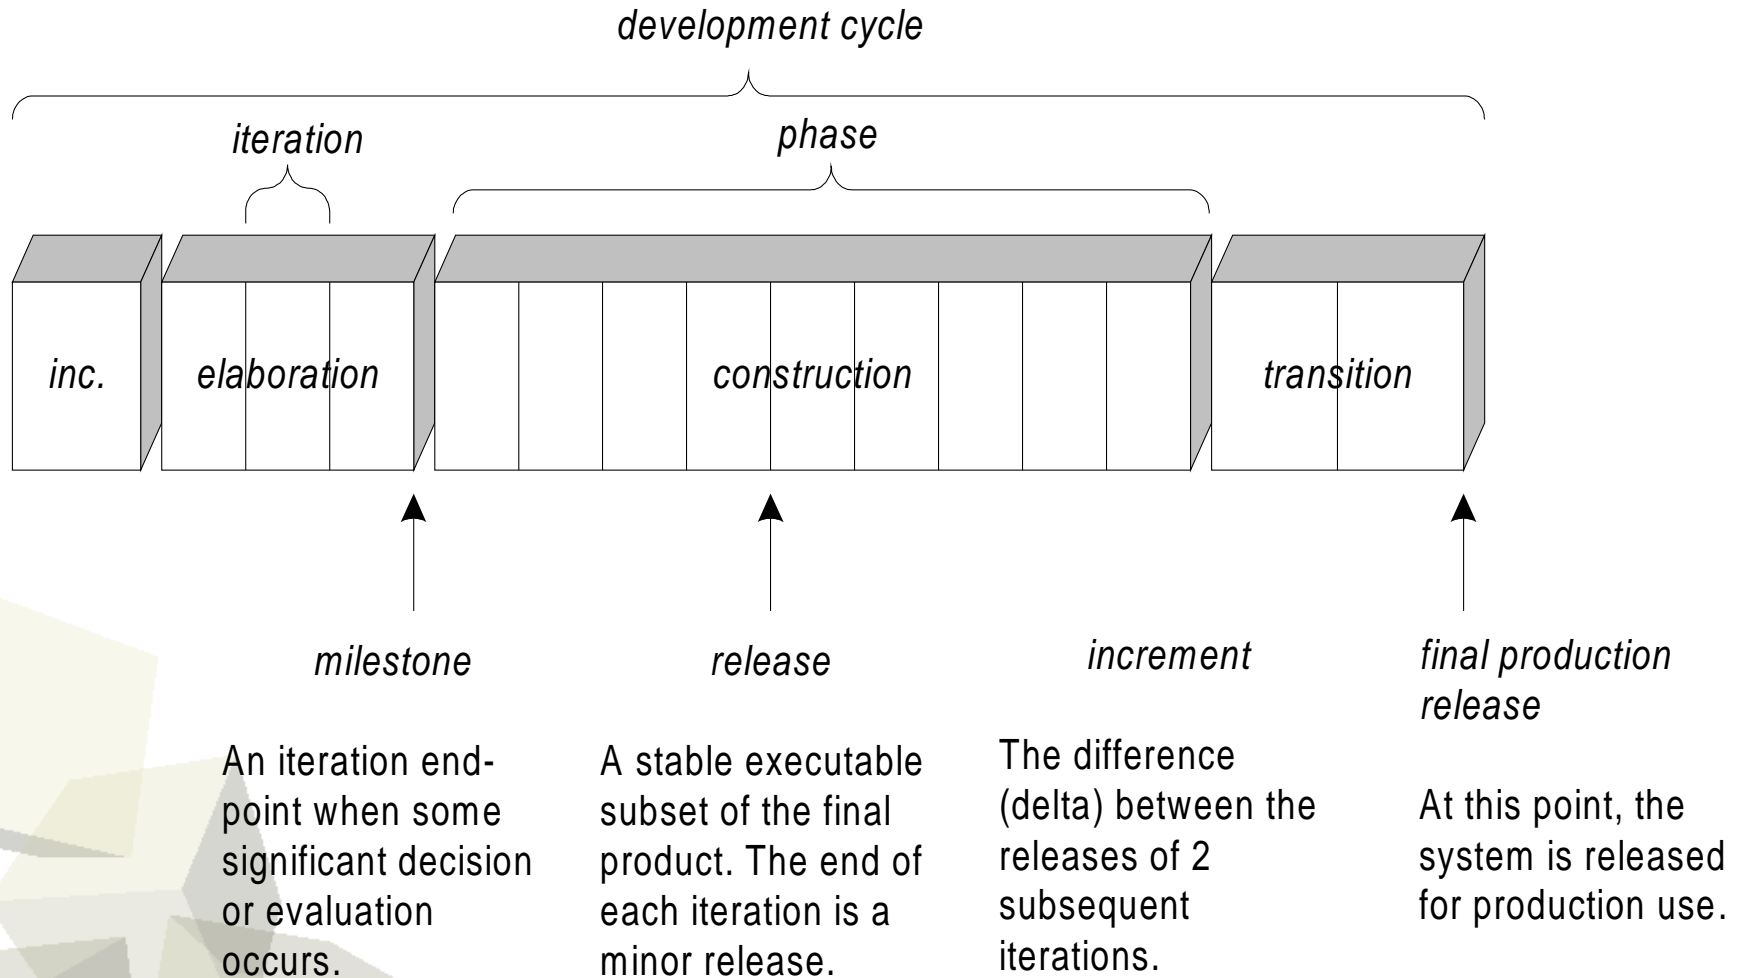 development cycle
iteration
phase
inc.
elaboration
construction
transition
milestone
An iteration end-
point when some
significant decision
or evaluation
occurs.
release
A stable executable
subset of the final
product. The end of
each iteration is a
minor release.
increment
The difference
(delta) between the
releases of 2
subsequent
iterations.
final production
release
At this point, the
system is released
for production use.